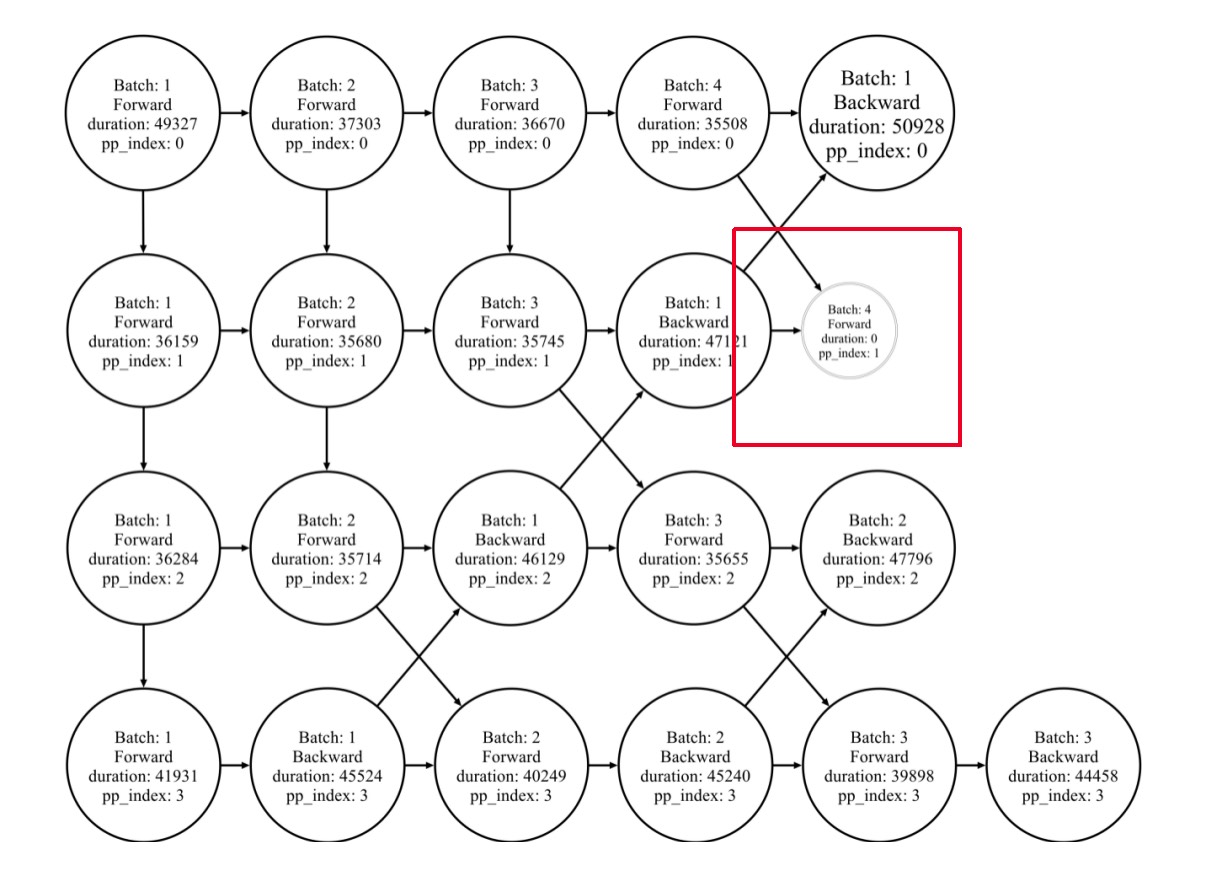 Batch: 1
Forward
duration: 49327
pp_index: 0
Batch: 2
Forward
duration: 37303
pp_index: 0
Batch: 3
Forward
duration: 36670
pp_index: 0
Batch: 4
Forward
duration: 35508
pp_index: 0
Batch: 1
Backward
duration: 50928
pp_index: 0
Batch: 1
Forward
duration: 36159
pp_index: 1
Batch: 2
Forward
duration: 35680
pp_index: 1
Batch: 3
Forward
duration: 35745
pp_index: 1
Batch: 1
Backward
duration: 47121
pp_index: 1
Batch: 4
Forward
duration: 0
pp_index: 1
Batch: 1
Forward
duration: 36284
pp_index: 2
Batch: 2
Forward
duration: 35714
pp_index: 2
Batch: 1
Backward
duration: 46129
pp_index: 2
Batch: 3
Forward
duration: 35655
pp_index: 2
Batch: 2
Backward
duration: 47796
pp_index: 2
Batch: 1
Forward
duration: 41931
pp_index: 3
Batch: 1
Backward
duration: 45524
pp_index: 3
Batch: 2
Forward
duration: 40249
pp_index: 3
Batch: 2
Backward
duration: 45240
pp_index: 3
Batch: 3
Forward
duration: 39898
pp_index: 3
Batch: 3
Backward
duration: 44458
pp_index: 3